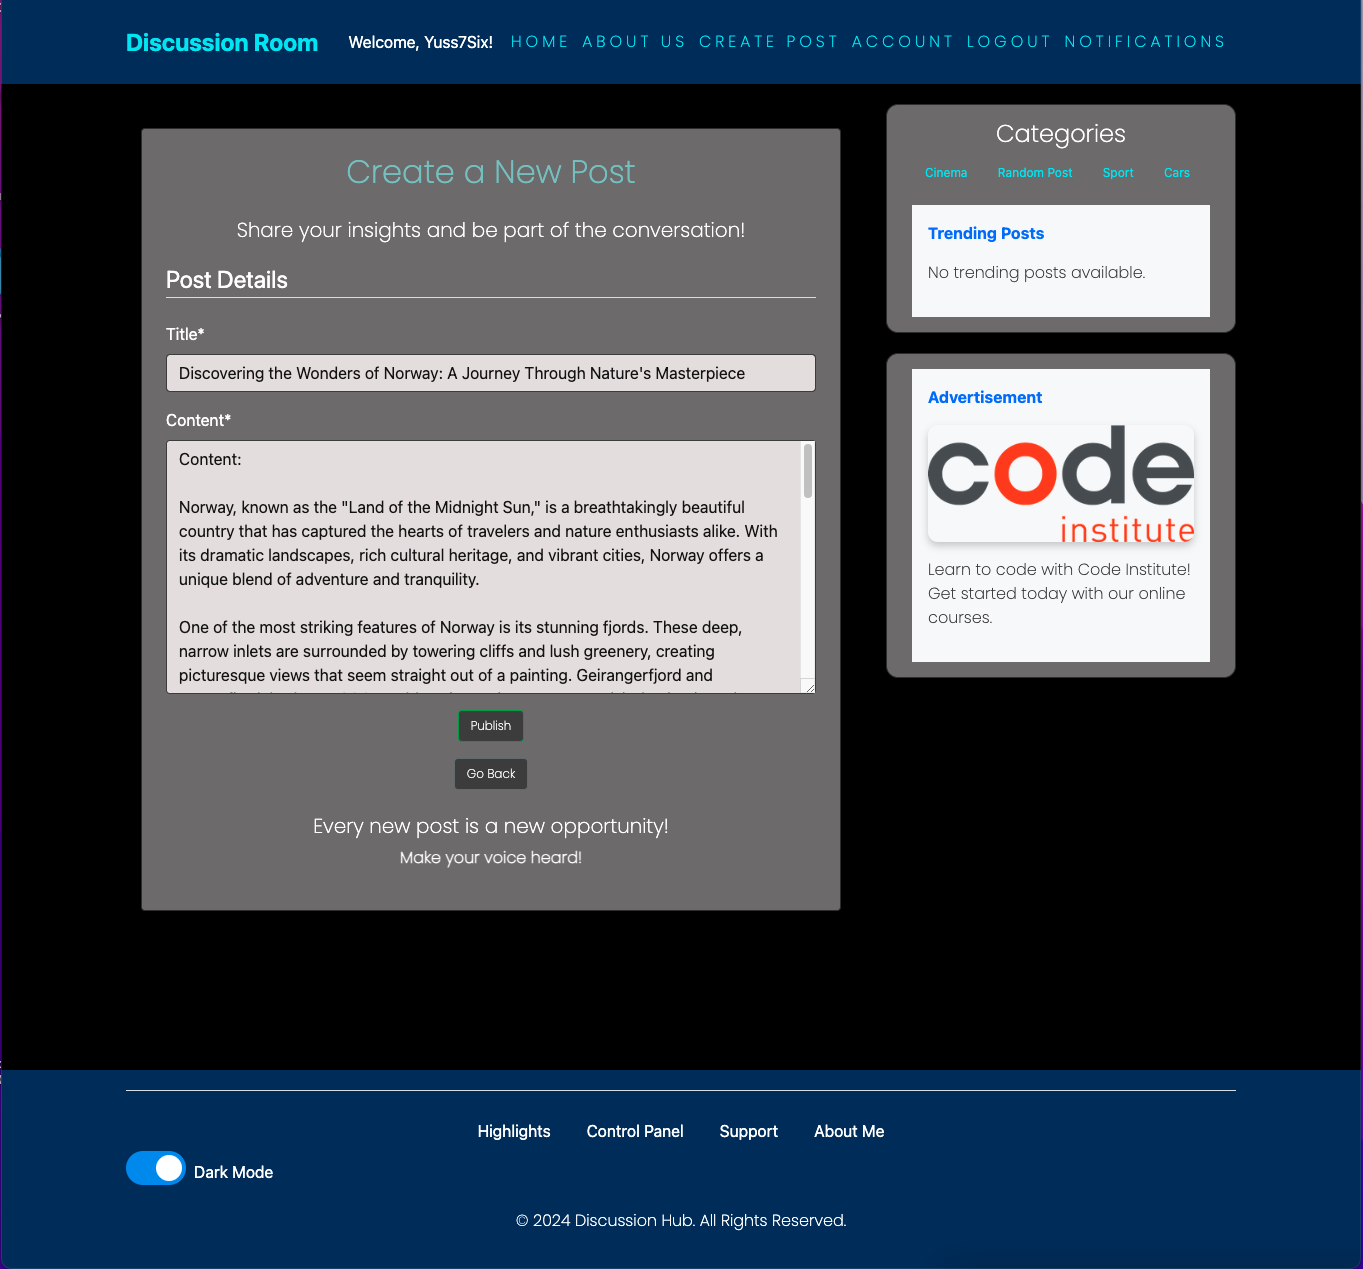 Discussion Room
Welcome, Yuss7Six!
HOME ABOUT US CREATE POST ACCOUNT LOGOUT NOTIFICATIONS
Create a New Post
Share your insights and be part of the conversation!
Post Details
Title*
Discovering the Wonders of Norway: A Journey Through Nature's Masterpiece
Content*
Content:
Norway, known as the "Land of the Midnight Sun," is a breathtakingly beautiful
country that has captured the hearts of travelers and nature enthusiasts alike. With
its dramatic landscapes, rich cultural heritage, and vibrant cities, Norway offers a
unique blend of adventure and tranquility.
One of the most striking features of Norway is its stunning fjords. These deep,
narrow inlets are surrounded by towering cliffs and lush greenery, creating
picturesque views that seem straight out of a painting. Geirangerfjord and
Publish
Go Back
Every new post is a new opportunity!
Make your voice heard!
Categories
Cinema Random Post Sport Cars
Trending Posts
No trending posts available.
Advertisement
code
institute
Learn to code with Code Institute!
Get started today with our online
courses.
Highlights Control Panel Support About Me
Dark Mode
© 2024 Discussion Hub. All Rights Reserved.